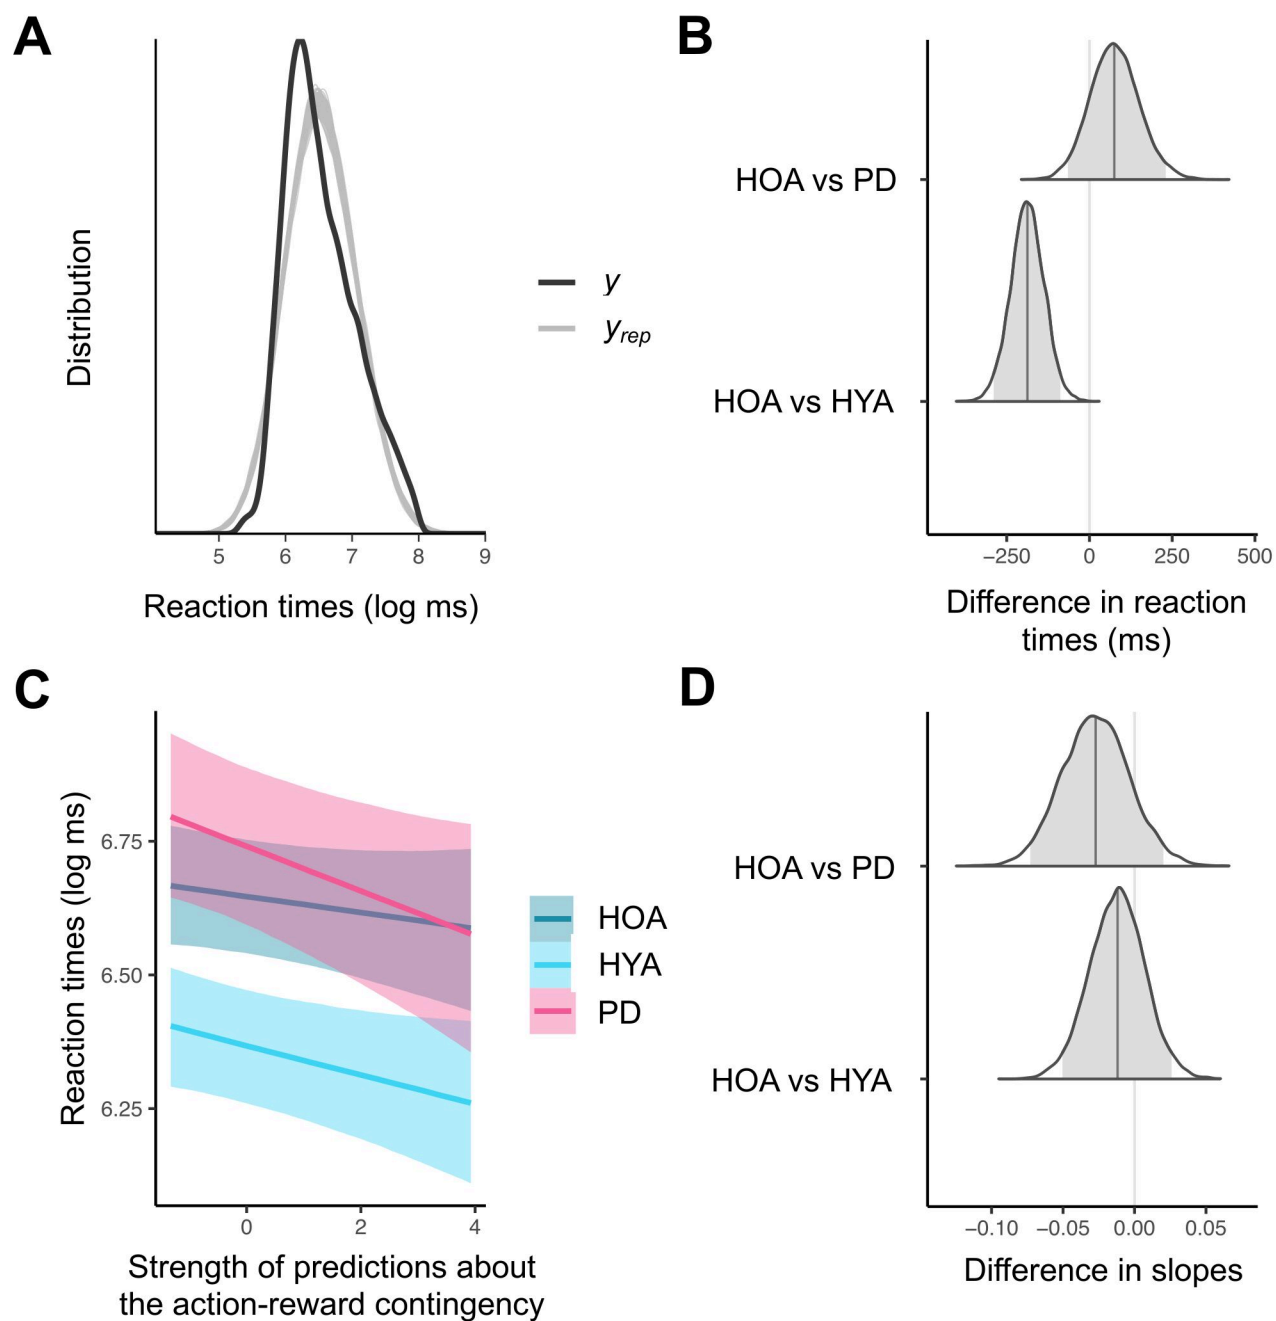 A
Distribution
y
yrep
5 6 7 8 9
Reaction times (log ms)
B
HOA vs PD
HOA vs HYA
−250 0 250 500
Difference in reaction
times (ms)
C
Reaction times (log ms)
6.75
6.50
6.25
0 2 4
Strength of predictions about
the action-reward contingency
HOA
HYA
PD
D
HOA vs PD
HOA vs HYA
−0.10 −0.05 0.00 0.05
Difference in slopes